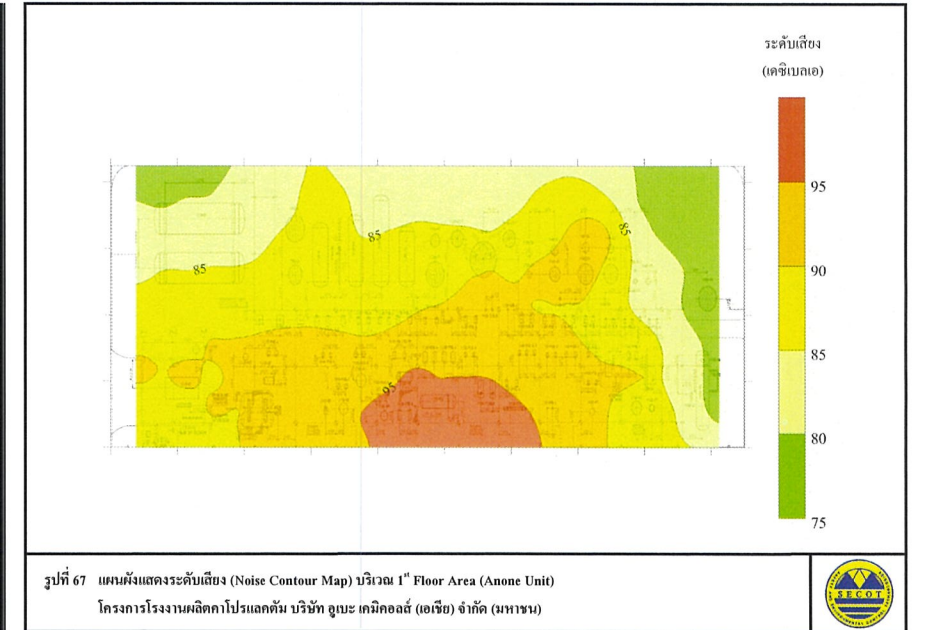 ระดับเสียง
(เดซิเบลเอ)
95
90
85
80
75
85
85
85
95
รูปที่ 67 แผนผังแสดงระดับเสียง (Noise Contour Map) บริเวณ 1st Floor Area (Anone Unit)
โครงการโรงงานผลิตคาโปรแลคตัม บริษัท อูเบะ เคมิคอลส์ (เอเชีย) จำกัด (มหาชน)
SECOT